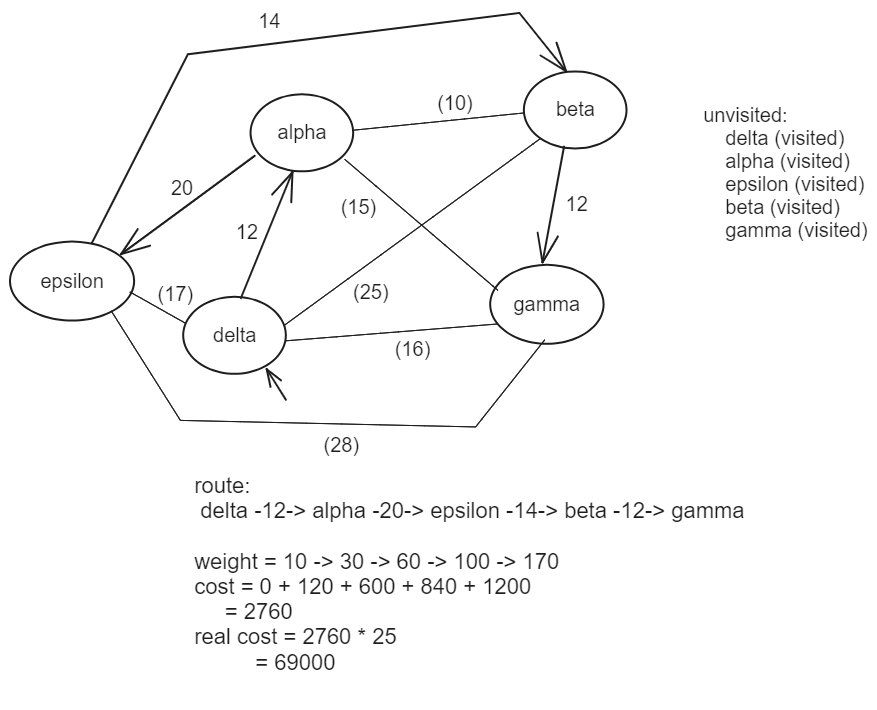 14
(10)
beta
alpha
unvisited:
delta (visited)
alpha (visited)
epsilon (visited)
beta (visited)
gamma (visited)
20
12
(15)
12
epsilon
(17)
(25)
gamma
delta
(16)
(28)
route:
delta -12-> alpha -20-> epsilon -14-> beta -12-> gamma
weight = 10 -> 30 -> 60 -> 100 -> 170
cost = 0 + 120 + 600 + 840 + 1200
= 2760
real cost = 2760 * 25
= 69000